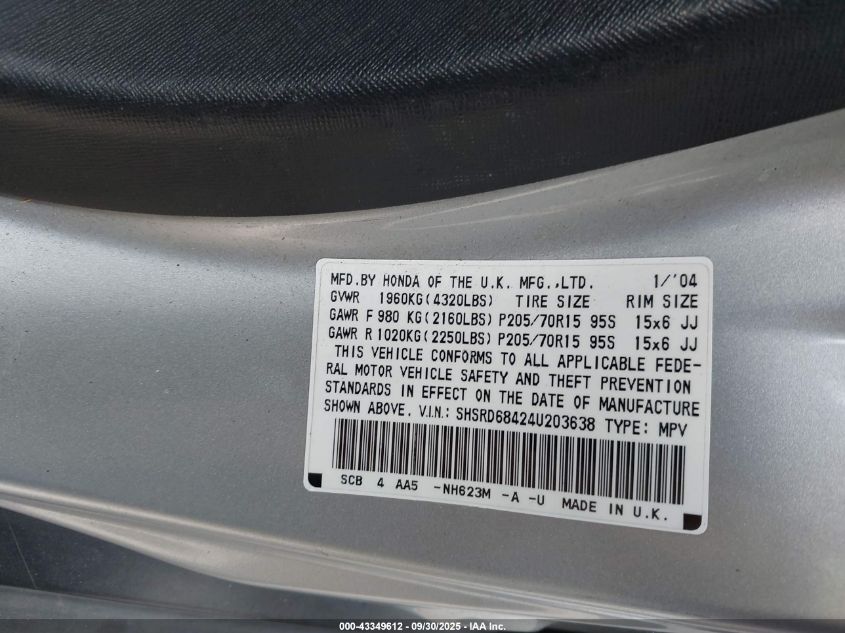 MFD.BY HONDA OF THE U.K. MFG.,LTD. 1/'04
GVWR 1960KG(4320LBS) TIRE SIZE RIM SIZE
GAWR F 980 KG(2160LBS) P205/70R15 95S 15x6 JJ
GAWR R 1020KG(2250LBS) P205/70R15 95S 15x6 JJ
THIS VEHICLE CONFORMS TO ALL APPLICABLE FEDE-
RAL MOTOR VEHICLE SAFETY AND THEFT PREVENTION
STANDARDS IN EFFECT ON THE DATE OF MANUFACTURE
SHOWN ABOVE. V.I.N.: SHSRD68424U203638 TYPE: MPV
SCB 4 AA5 -NH623M -A -U MADE IN U.K.
000-43349612 - 09/30/2025 - IAA Inc.